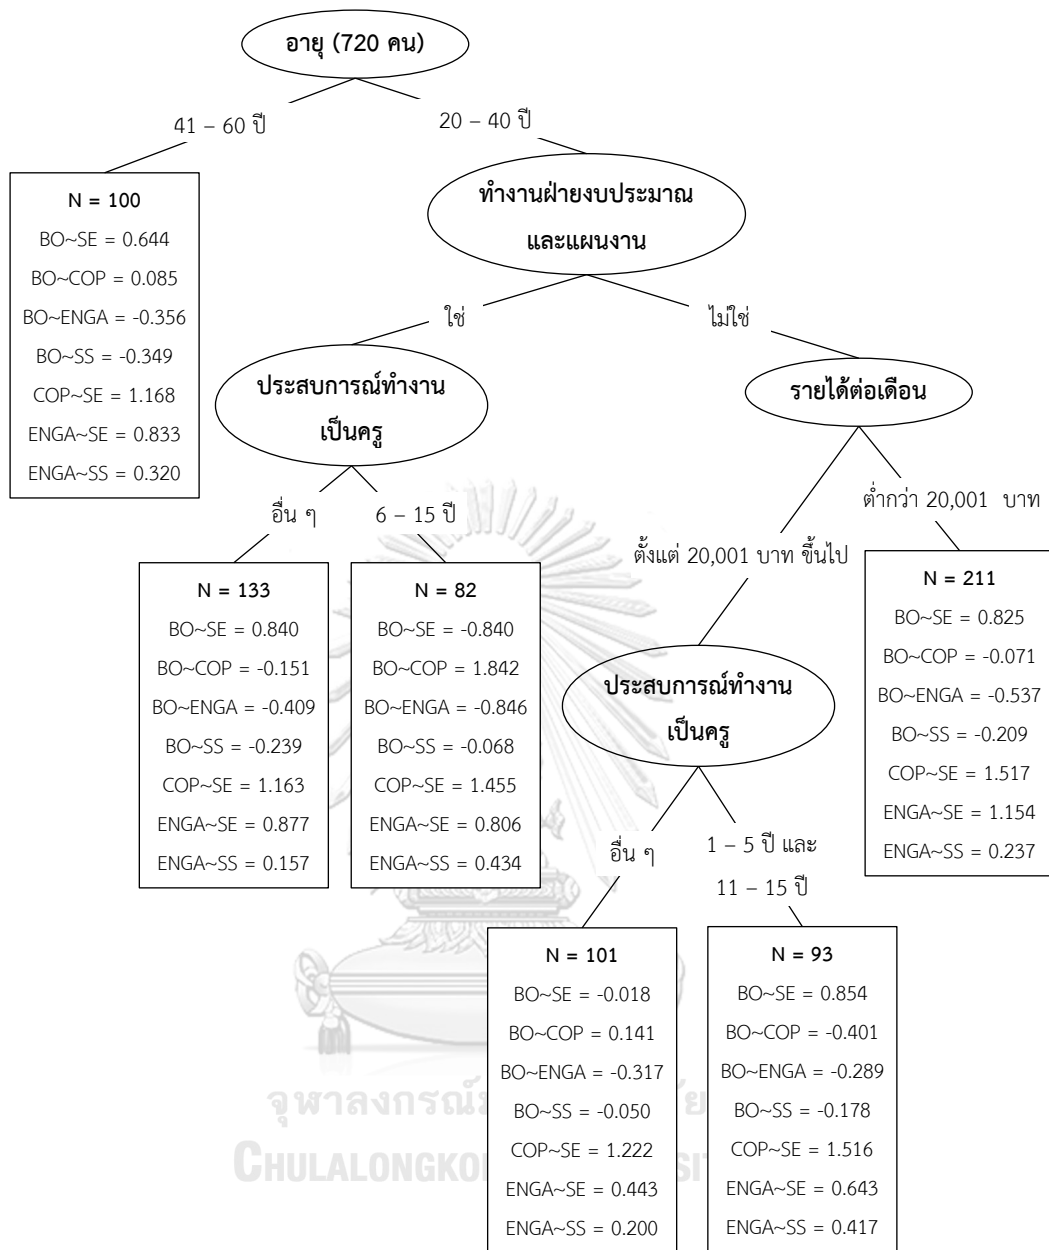 อายุ (720 คน)
41 – 60 ปี
20 – 40 ปี
N = 100
BO~SE = 0.644
BO~COP = 0.085
BO~ENGA = -0.356
BO~SS = -0.349
COP~SE = 1.168
ENGA~SE = 0.833
ENGA~SS = 0.320
ทำงานฝ่ายงบประมาณ
และแผนงาน
ใช่
ไม่ใช่
ประสบการณ์ทำงาน
เป็นครู
รายได้ต่อเดือน
อื่น ๆ
6 – 15 ปี
ตั้งแต่ 20,001 บาท ขึ้นไป
ต่ำกว่า 20,001 บาท
N = 133
BO~SE = 0.840
BO~COP = -0.151
BO~ENGA = -0.409
BO~SS = -0.239
COP~SE = 1.163
ENGA~SE = 0.877
ENGA~SS = 0.157
N = 82
BO~SE = -0.840
BO~COP = 1.842
BO~ENGA = -0.846
BO~SS = -0.068
COP~SE = 1.455
ENGA~SE = 0.806
ENGA~SS = 0.434
N = 211
BO~SE = 0.825
BO~COP = -0.071
BO~ENGA = -0.537
BO~SS = -0.209
COP~SE = 1.517
ENGA~SE = 1.154
ENGA~SS = 0.237
ประสบการณ์ทำงาน
เป็นครู
อื่น ๆ
1 – 5 ปี และ
11 – 15 ปี
N = 101
BO~SE = -0.018
BO~COP = 0.141
BO~ENGA = -0.317
BO~SS = -0.050
COP~SE = 1.222
ENGA~SE = 0.443
ENGA~SS = 0.200
N = 93
BO~SE = 0.854
BO~COP = -0.401
BO~ENGA = -0.289
BO~SS = -0.178
COP~SE = 1.516
ENGA~SE = 0.643
ENGA~SS = 0.417